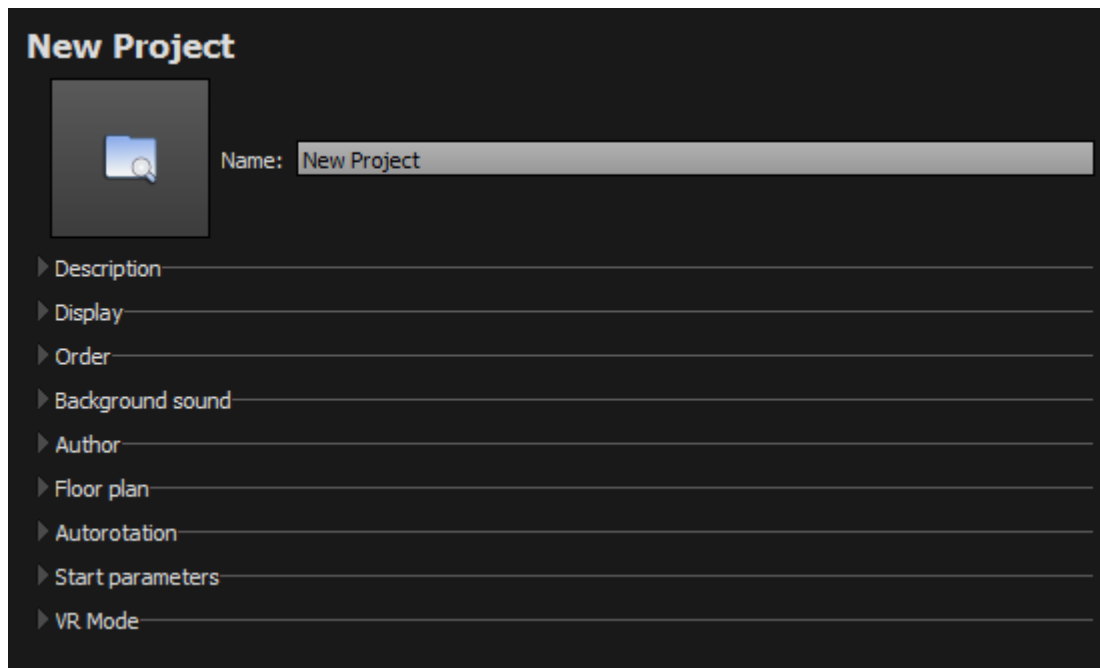 New Project
Name: New Project
Description
Display
Order
Background sound
Author
Floor plan
Autorotation
Start parameters
VR Mode